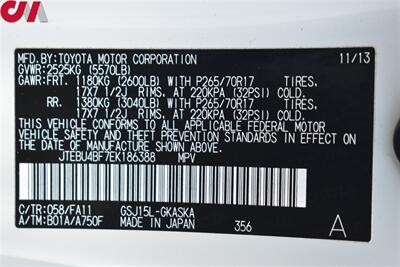 CIA
MFD BY: TOYOTA MOTOR CORPORATION 11/13
GVWR: 2525KG (5570LB)
GAWR: FRT. 1180KG (2600LB) WITH P265/70R17 TIRES,
17X7 1/2J RIMS, AT 220KPA (32PSI) COLD
RR. 1380KG (3040LB) WITH P265/70R17 TIRES,
17X7 1/2J RIMS, AT 220KPA (32PSI) COLD
THIS VEHICLE CONFORMS TO ALL APPLICABLE
FEDERAL MOTOR VEHICLE SAFETY
STANDARDS IN EFFECT ON THE DATE OF
MANUFACTURE SHOWN ABOVE.
JTEBU4BF7EK186388 MPV
C/TR: 058/FA11 GSJ15L-GKASKA
A/TM: B01A/A750F MADE IN JAPAN 356 A